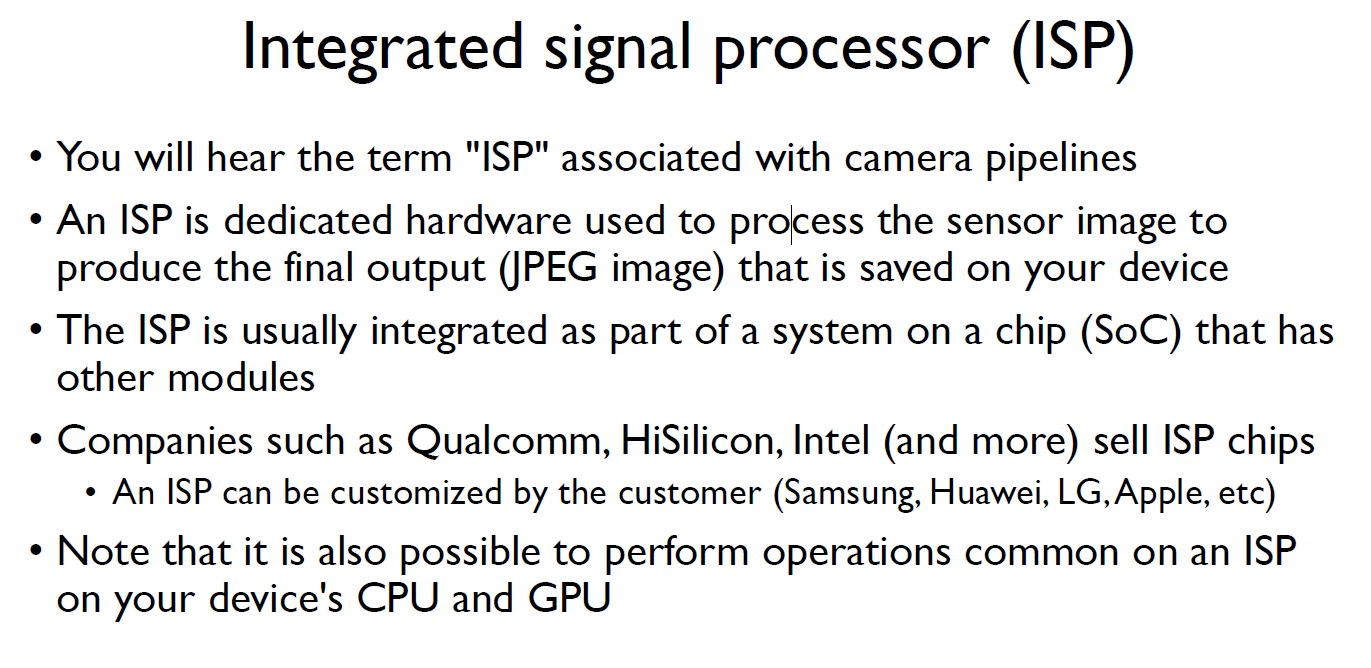 Integrated signal processor (ISP)
• You will hear the term "ISP" associated with camera pipelines
• An ISP is dedicated hardware used to process the sensor image to
produce the final output (JPEG image) that is saved on your device
• The ISP is usually integrated as part of a system on a chip (SoC) that has
other modules
• Companies such as Qualcomm, HiSilicon, Intel (and more) sell ISP chips
• An ISP can be customized by the customer (Samsung, Huawei, LG, Apple, etc)
• Note that it is also possible to perform operations common on an ISP
on your device's CPU and GPU